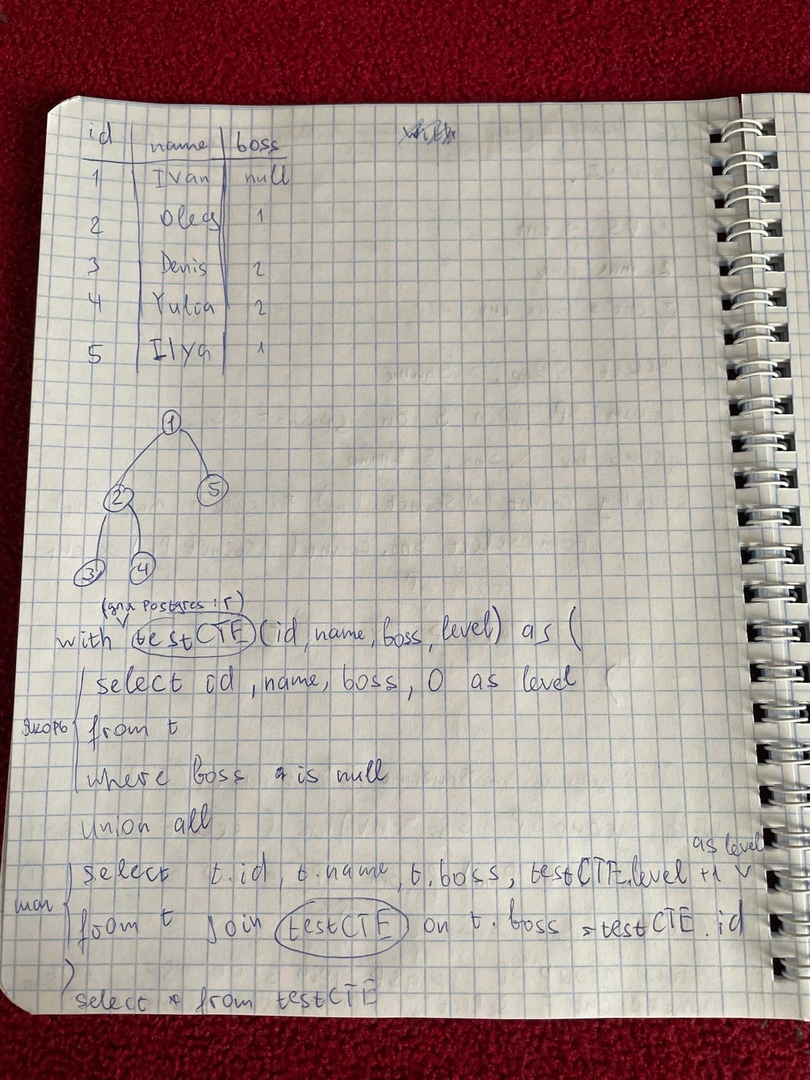 id name boss
1 Ivan null
2 Oleg 1
3 Denis 2
4 Yulia 2
5 Ilya 1
1
2 5
3 4
(для Postgres : r)
with testCTE (id, name, boss, level) as (
select id, name, boss, 0 as level
якорь from t
where boss is null
union all
as level
select t.id, t.name, t.boss, testCTE.level +1
шаг from t join testCTE on t.boss = testCTE.id
)
select * from testCTE